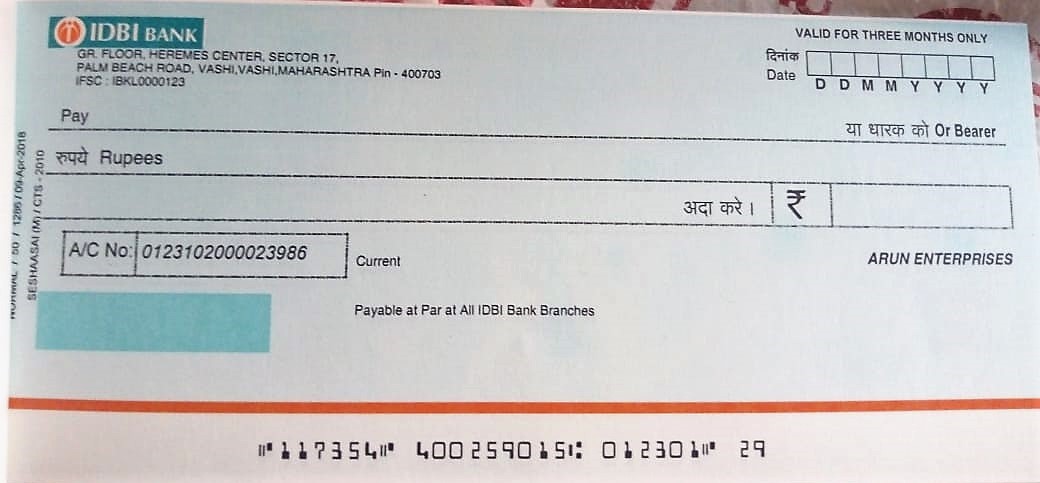 IDBI BANK
GR. FLOOR, HEREMES CENTER, SECTOR 17,
PALM BEACH ROAD, VASHI,VASHI,MAHARASHTRA Pin - 400703
IFSC : IBKL0000123
VALID FOR THREE MONTHS ONLY
दिनांक
Date
D D M M Y Y Y Y
Pay
या धारक को Or Bearer
रुपये Rupees
अदा करे । ₹
A/C No: 0123102000023986
Current
ARUN ENTERPRISES
Payable at Par at All IDBI Bank Branches
NORMAL / 50 / 1286 / 09-Apr-2018
SESHAASAI (M) / CTS - 2010
⑈117354⑈ 400259015⑆ 012301⑈ 29